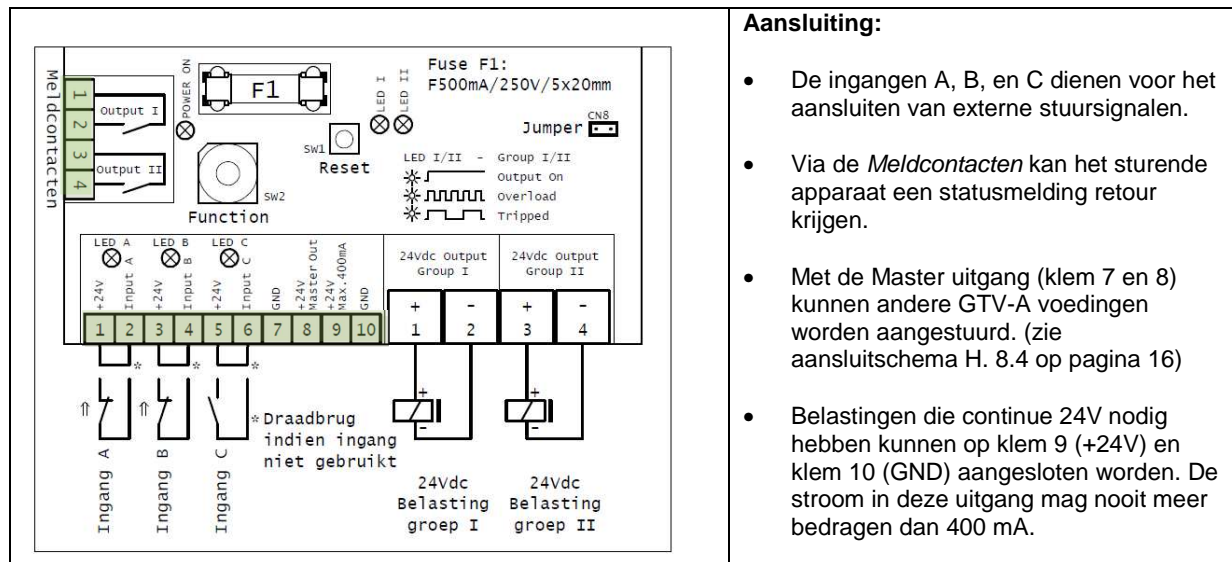 Meldcontacten
1
2
3
4
Output I
Output II
POWER ON
F1
LED I
LED II
Fuse F1:
F500mA/250V/5x20mm
CN8
Jumper
SW1
Reset
SW2
Function
LED I/II - Group I/II
Output On
Overload
Tripped
LED A LED B LED C
+24V
Input A
+24V
Input B
+24V
Input C
GND
+24V
Master Out
+24V
Max.400mA
GND
24Vdc Output
Group I
24Vdc Output
Group II
+ - + -
1 2 3 4 5 6 7 8 9 10 1 2 3 4
* * *
⇑ ⇑
+ +
- -
* Draadbrug
indien ingang
niet gebruikt
Ingang A
Ingang B
Ingang C
24Vdc
Belasting
groep I
24Vdc
Belasting
groep II
Aansluiting:
• De ingangen A, B, en C dienen voor het
aansluiten van externe stuursignalen.
• Via de Meldcontacten kan het sturende
apparaat een statusmelding retour
krijgen.
• Met de Master uitgang (klem 7 en 8)
kunnen andere GTV-A voedingen
worden aangestuurd. (zie
aansluitschema H. 8.4 op pagina 16)
• Belastingen die continue 24V nodig
hebben kunnen op klem 9 (+24V) en
klem 10 (GND) aangesloten worden. De
stroom in deze uitgang mag nooit meer
bedragen dan 400 mA.